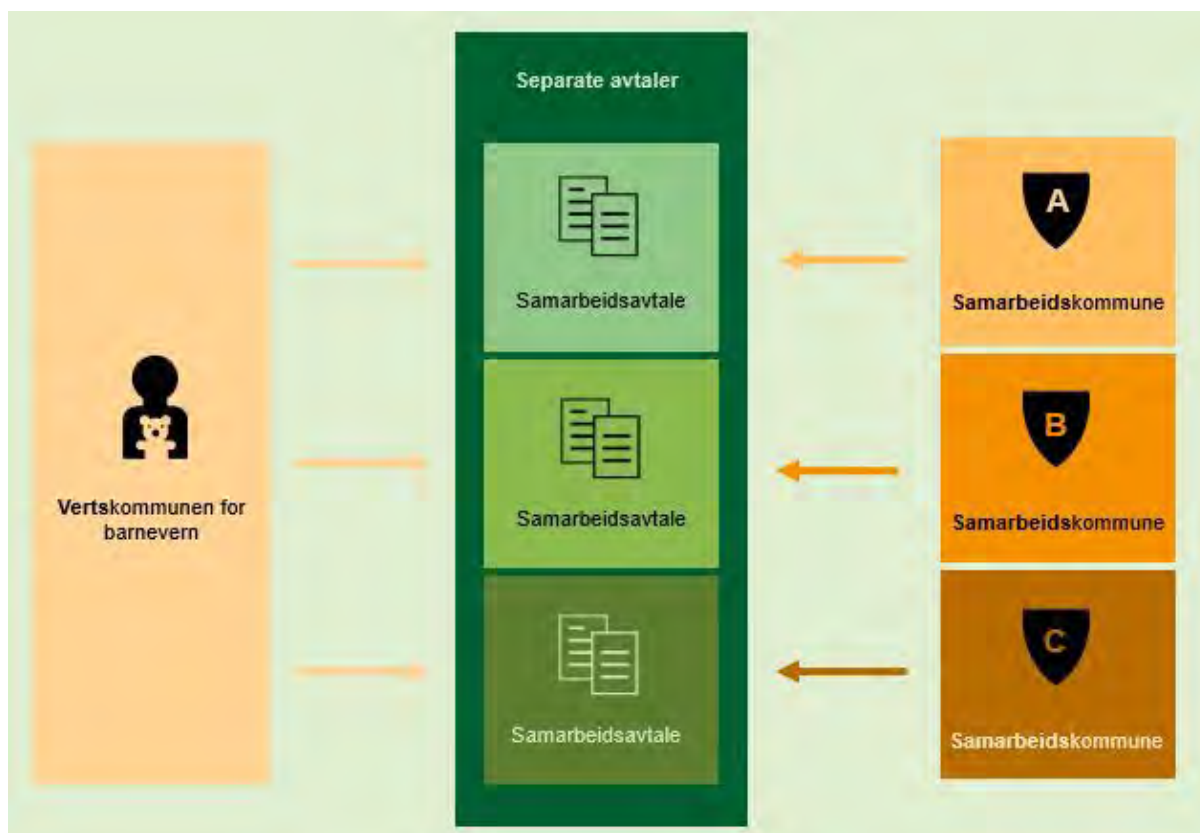 Separate avtaler
Vertskommunen for
barnevern
Samarbeidsavtale
Samarbeidsavtale
Samarbeidsavtale
A
Samarbeidskommune
B
Samarbeidskommune
C
Samarbeidskommune